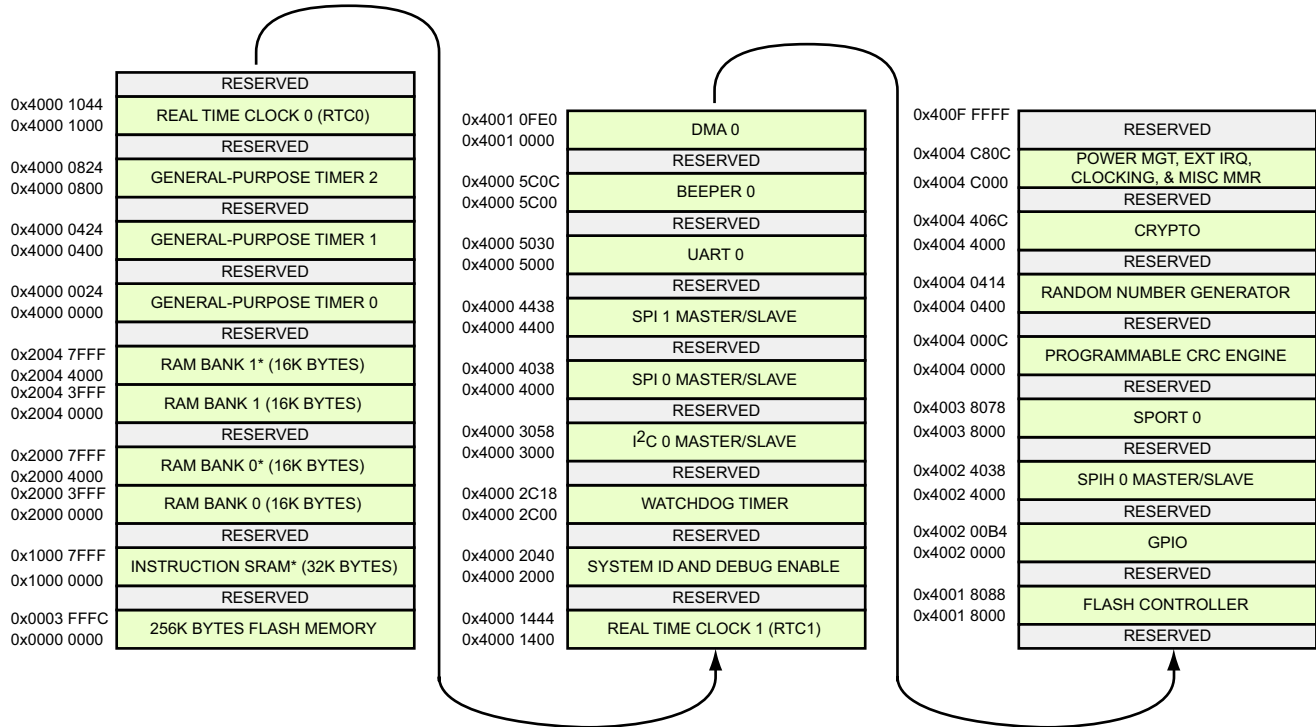 RESERVED
0x4000 1044
REAL TIME CLOCK 0 (RTC0)
0x4000 1000
RESERVED
0x4000 0824
GENERAL-PURPOSE TIMER 2
0x4000 0800
RESERVED
0x4000 0424
GENERAL-PURPOSE TIMER 1
0x4000 0400
RESERVED
0x4000 0024
GENERAL-PURPOSE TIMER 0
0x4000 0000
RESERVED
0x2004 7FFF
RAM BANK 1* (16K BYTES)
0x2004 4000
0x2004 3FFF
RAM BANK 1 (16K BYTES)
0x2004 0000
RESERVED
0x2000 7FFF
RAM BANK 0* (16K BYTES)
0x2000 4000
0x2000 3FFF
RAM BANK 0 (16K BYTES)
0x2000 0000
RESERVED
0x1000 7FFF
INSTRUCTION SRAM* (32K BYTES)
0x1000 0000
RESERVED
0x0003 FFFC
256K BYTES FLASH MEMORY
0x0000 0000
0x4001 0FE0
DMA 0
0x4001 0000
RESERVED
0x4000 5C0C
BEEPER 0
0x4000 5C00
RESERVED
0x4000 5030
UART 0
0x4000 5000
RESERVED
0x4000 4438
SPI 1 MASTER/SLAVE
0x4000 4400
RESERVED
0x4000 4038
SPI 0 MASTER/SLAVE
0x4000 4000
RESERVED
0x4000 3058
I2C 0 MASTER/SLAVE
0x4000 3000
RESERVED
0x4000 2C18
WATCHDOG TIMER
0x4000 2C00
RESERVED
0x4000 2040
SYSTEM ID AND DEBUG ENABLE
0x4000 2000
RESERVED
0x4000 1444
REAL TIME CLOCK 1 (RTC1)
0x4000 1400
0x400F FFFF
RESERVED
0x4004 C80C
POWER MGT, EXT IRQ,
CLOCKING, & MISC MMR
0x4004 C000
RESERVED
0x4004 406C
CRYPTO
0x4004 4000
RESERVED
0x4004 0414
RANDOM NUMBER GENERATOR
0x4004 0400
RESERVED
0x4004 000C
PROGRAMMABLE CRC ENGINE
0x4004 0000
RESERVED
0x4003 8078
SPORT 0
0x4003 8000
RESERVED
0x4002 4038
SPIH 0 MASTER/SLAVE
0x4002 4000
RESERVED
0x4002 00B4
GPIO
0x4002 0000
RESERVED
0x4001 8088
FLASH CONTROLLER
0x4001 8000
RESERVED